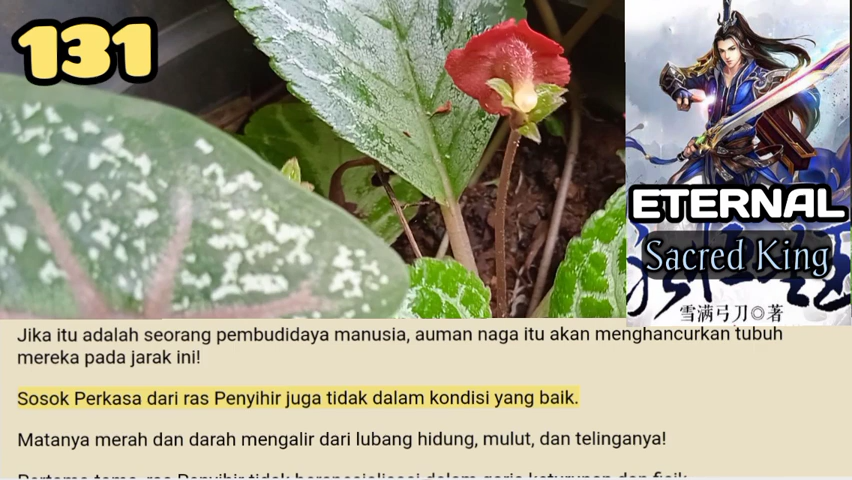 131
ETERNAL
Sacred King
雪满弓刀◎著
Jika itu adalah seorang pembudidaya manusia, auman naga itu akan menghancurkan tubuh
mereka pada jarak ini!
Sosok Perkasa dari ras Penyihir juga tidak dalam kondisi yang baik.
Matanya merah dan darah mengalir dari lubang hidung, mulut, dan telinganya!